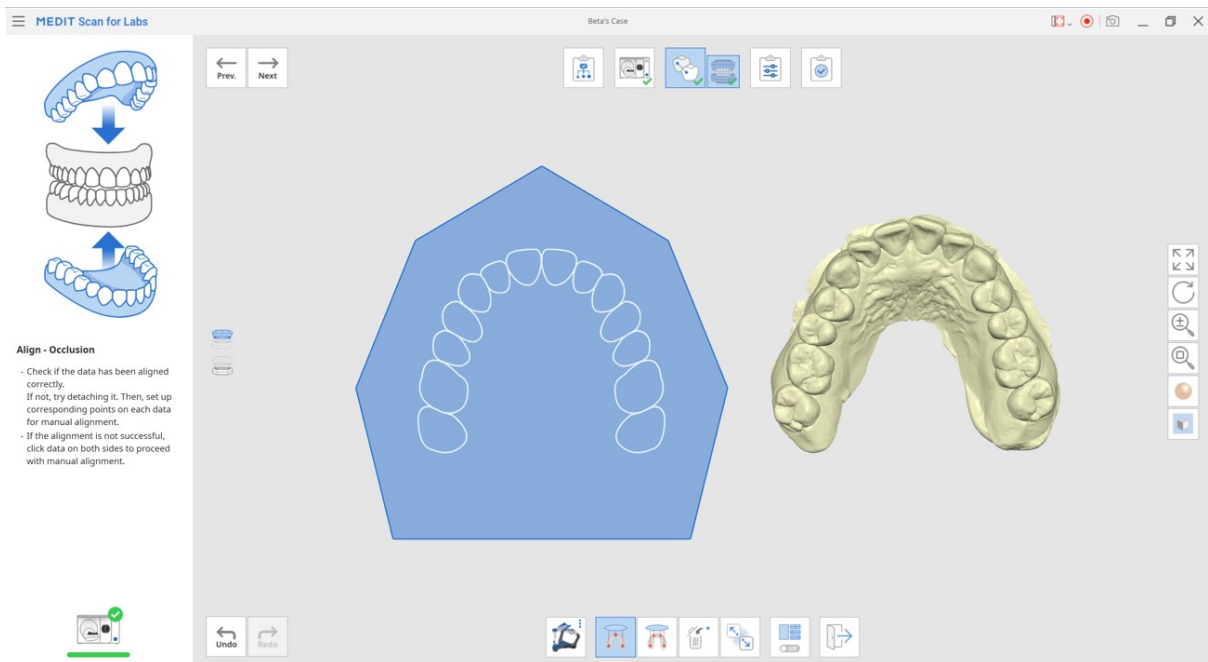 MEDIT Scan for Labs
Beta's Case
Prev.
Next
Align - Occlusion
- Check if the data has been aligned
correctly.
If not, try detaching it. Then, set up
corresponding points on each data
for manual alignment.
- If the alignment is not successful,
click data on both sides to proceed
with manual alignment.
Undo
Redo
Off